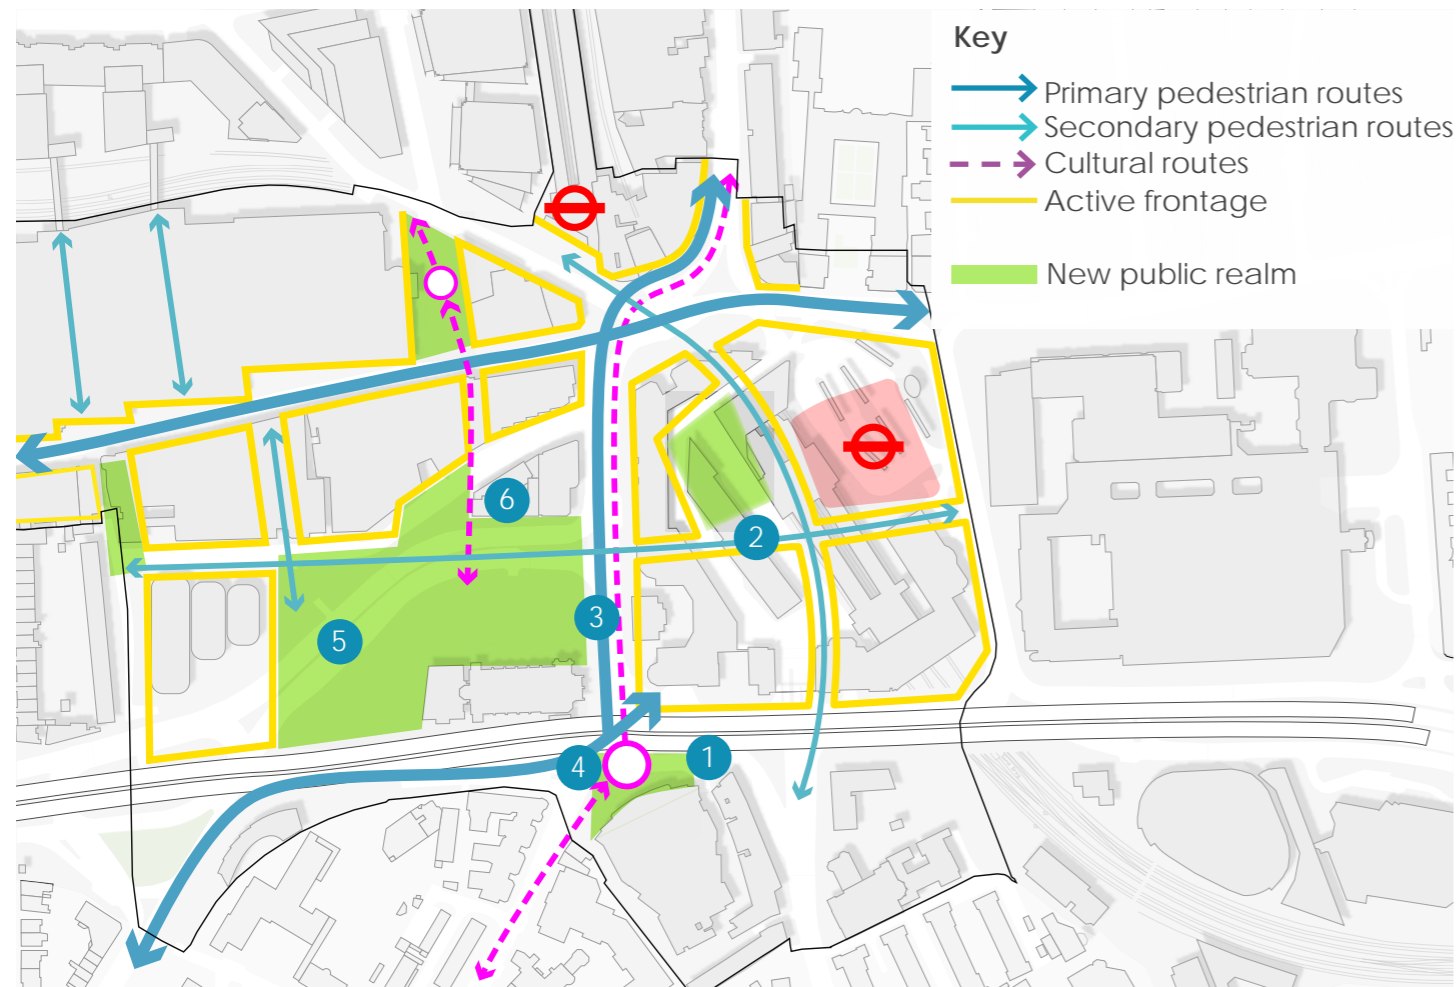 Key
Primary pedestrian routes
Secondary pedestrian routes
Cultural routes
Active frontage
New public realm
6
2
3
5
4
1